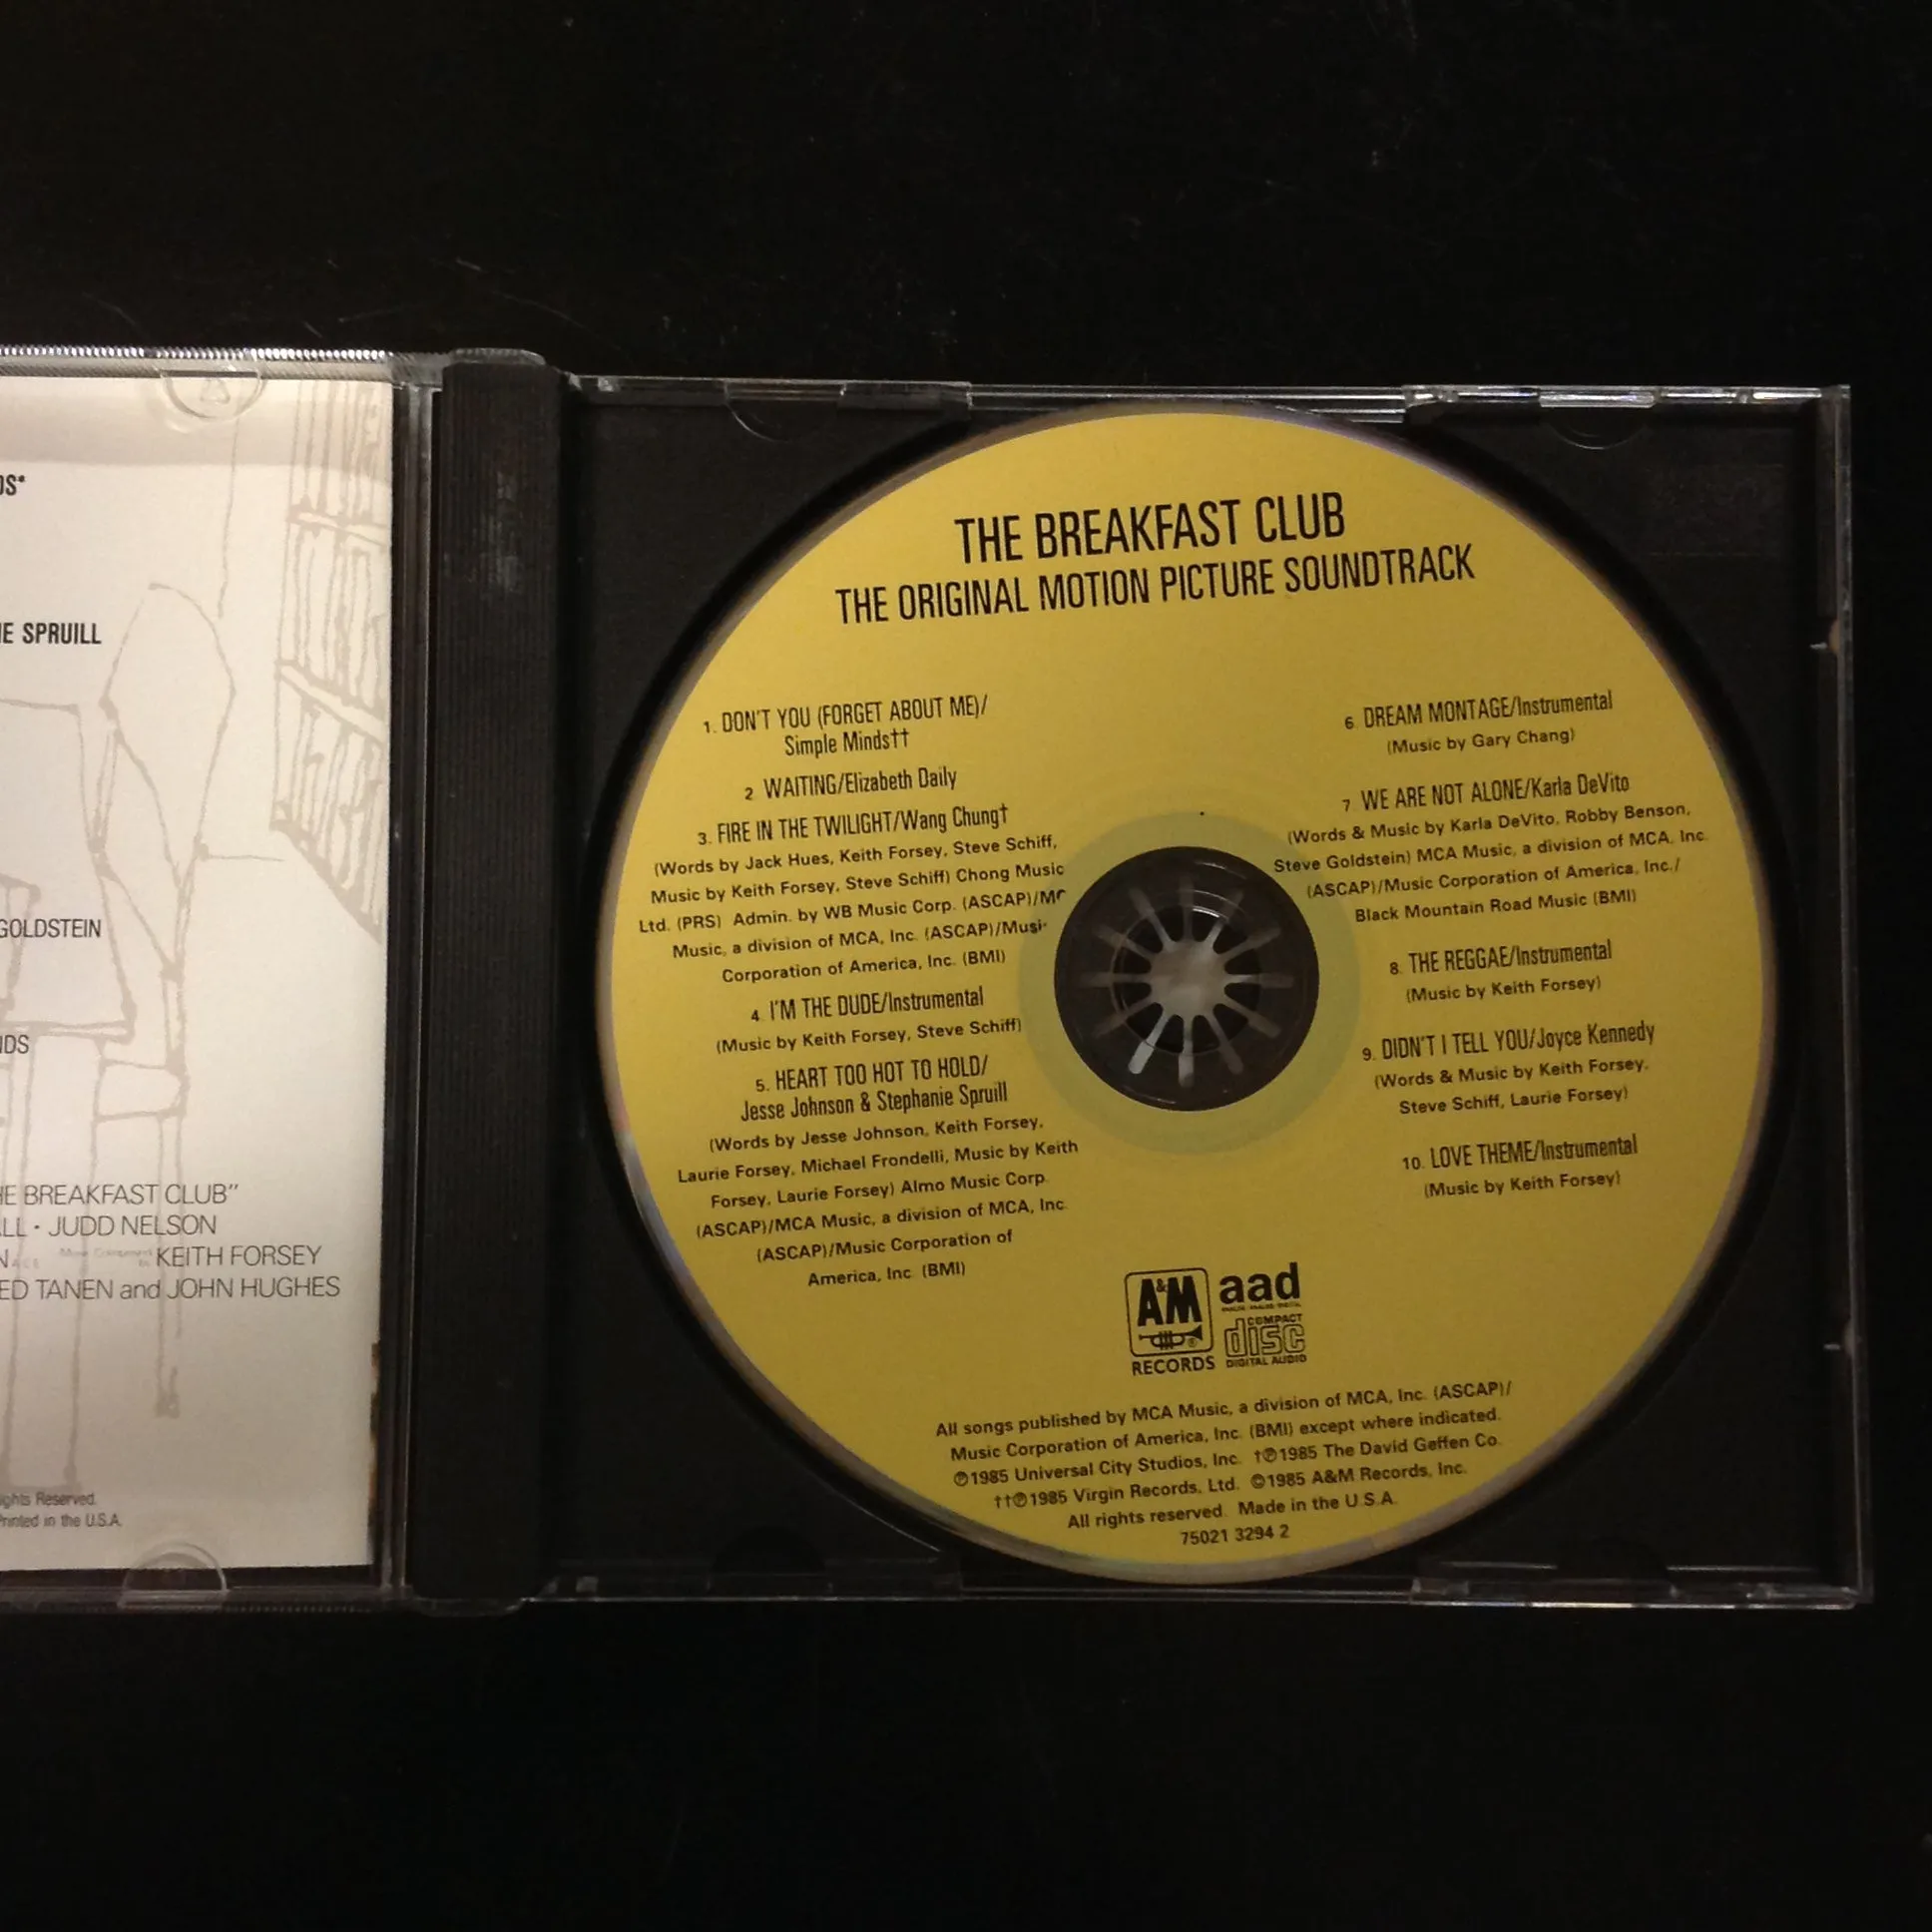 DS*
IE SPRUILL
GOLDSTEIN
NDS
HE BREAKFAST CLUB"
ALL · JUDD NELSON
KEITH FORSEY
ED TANEN and JOHN HUGHES
ights Reserved.
Printed in the U.S.A.
THE BREAKFAST CLUB
THE ORIGINAL MOTION PICTURE SOUNDTRACK
1. DON'T YOU (FORGET ABOUT ME)/
Simple Minds††
2 WAITING/Elizabeth Daily
3. FIRE IN THE TWILIGHT/Wang Chung†
(Words by Jack Hues, Keith Forsey, Steve Schiff,
Music by Keith Forsey, Steve Schiff) Chong Music
Ltd. (PRS) Admin. by WB Music Corp. (ASCAP)/MC
Music, a division of MCA, Inc. (ASCAP)/Musi
Corporation of America, Inc. (BMI)
4. I'M THE DUDE/Instrumental
(Music by Keith Forsey, Steve Schiff)
5. HEART TOO HOT TO HOLD/
Jesse Johnson & Stephanie Spruill
(Words by Jesse Johnson, Keith Forsey,
Laurie Forsey, Michael Frondelli, Music by Keith
Forsey, Laurie Forsey) Almo Music Corp.
(ASCAP)/MCA Music, a division of MCA, Inc.
(ASCAP)/Music Corporation of
America, Inc. (BMI)
6 DREAM MONTAGE/Instrumental
(Music by Gary Chang)
7 WE ARE NOT ALONE/Karla DeVito
(Words & Music by Karla DeVito, Robby Benson,
Steve Goldstein) MCA Music, a division of MCA, Inc.
(ASCAP)/Music Corporation of America, Inc./
Black Mountain Road Music (BMI)
8. THE REGGAE/Instrumental
(Music by Keith Forsey)
9. DIDN'T I TELL YOU/Joyce Kennedy
(Words & Music by Keith Forsey,
Steve Schiff, Laurie Forsey)
10. LOVE THEME/Instrumental
(Music by Keith Forsey)
A&M
®
RECORDS
aad
COMPACT
disc
DIGITAL AUDIO
All songs published by MCA Music, a division of MCA, Inc. (ASCAP)/
Music Corporation of America, Inc. (BMI) except where indicated.
℗1985 Universal City Studios, Inc. †℗1985 The David Geffen Co.
††℗1985 Virgin Records, Ltd. ©1985 A&M Records, Inc.
All rights reserved. Made in the U.S.A.
75021 3294 2